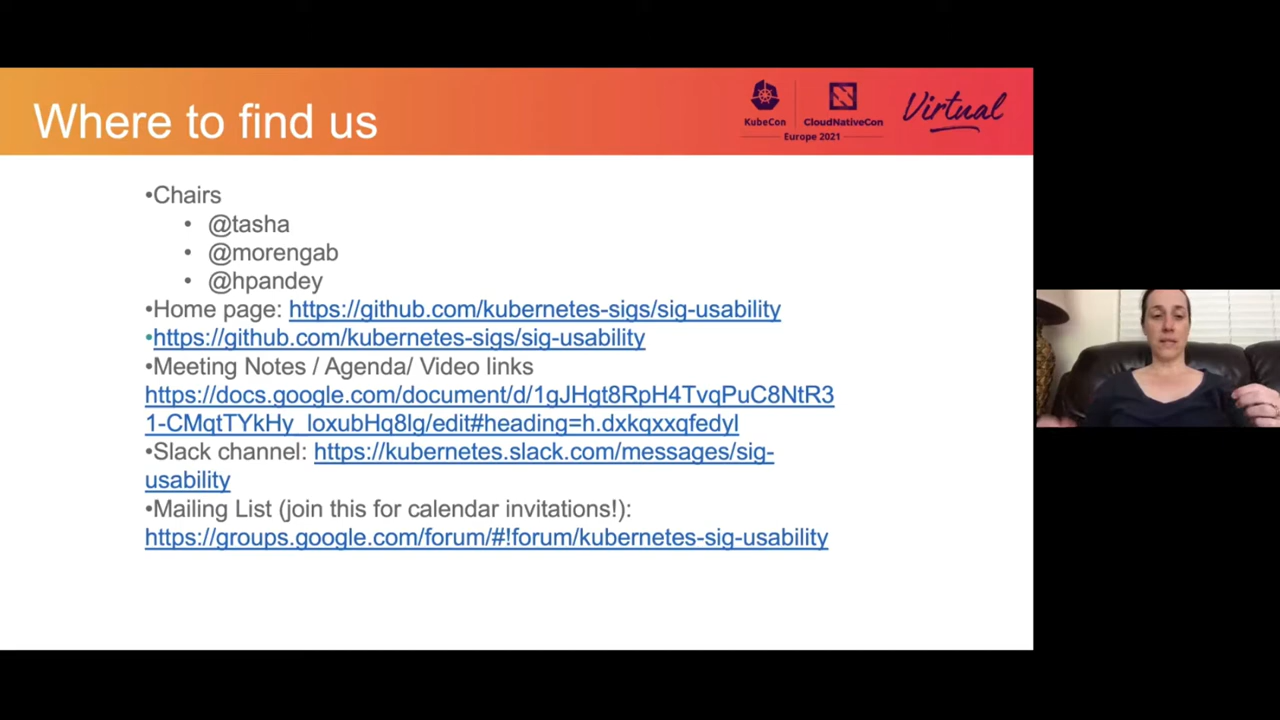 Where to find us
KubeCon
CloudNativeCon
Europe 2021
Virtual
•Chairs
• @tasha
• @morengab
• @hpandey
•Home page: https://github.com/kubernetes-sigs/sig-usability
•https://github.com/kubernetes-sigs/sig-usability
•Meeting Notes / Agenda/ Video links
https://docs.google.com/document/d/1gJHgt8RpH4TvqPuC8NtR3
1-CMqtTYkHy_loxubHq8lg/edit#heading=h.dxkqxxqfedyl
•Slack channel: https://kubernetes.slack.com/messages/sig-
usability
•Mailing List (join this for calendar invitations!):
https://groups.google.com/forum/#!forum/kubernetes-sig-usability